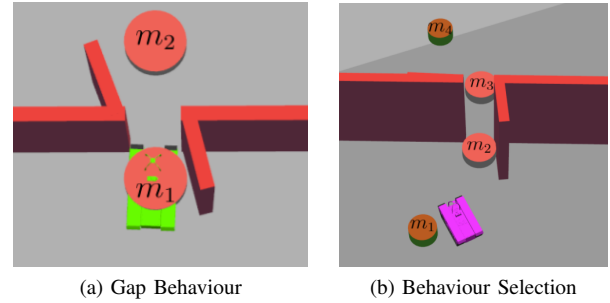 m₂
m₁
m₄
m₃
m₂
m₁
(a) Gap Behaviour
(b) Behaviour Selection